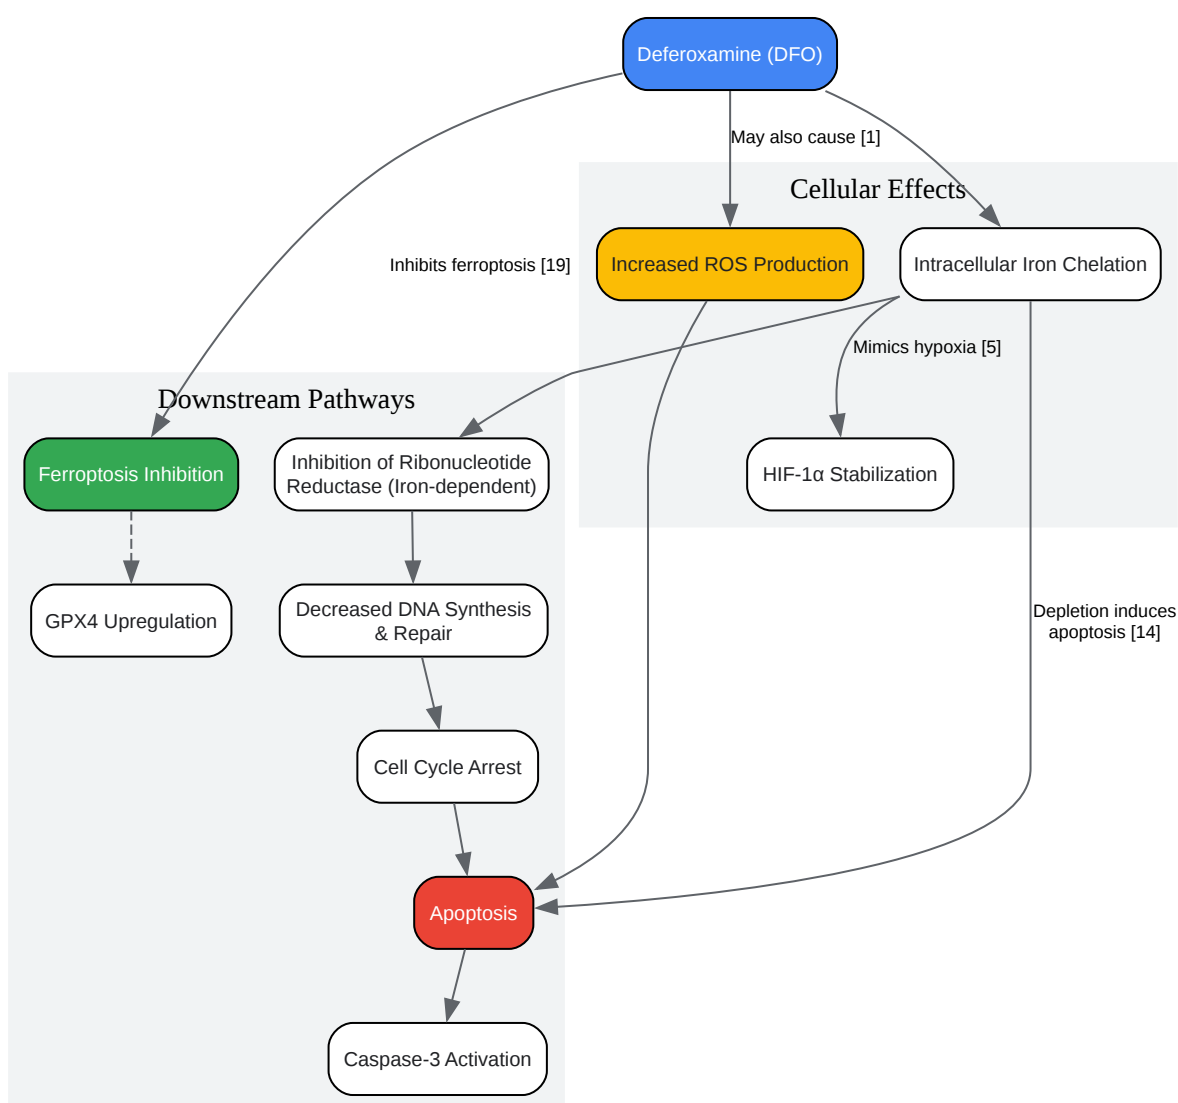 Deferoxamine (DFO)
May also cause [1]
Cellular Effects
Inhibits ferroptosis [19]
Increased ROS Production
Intracellular Iron Chelation
Mimics hypoxia [5]
Downstream Pathways
Ferroptosis Inhibition
Inhibition of Ribonucleotide
Reductase (Iron-dependent)
HIF-1α Stabilization
GPX4 Upregulation
Decreased DNA Synthesis
& Repair
Depletion induces
apoptosis [14]
Cell Cycle Arrest
Apoptosis
Caspase-3 Activation